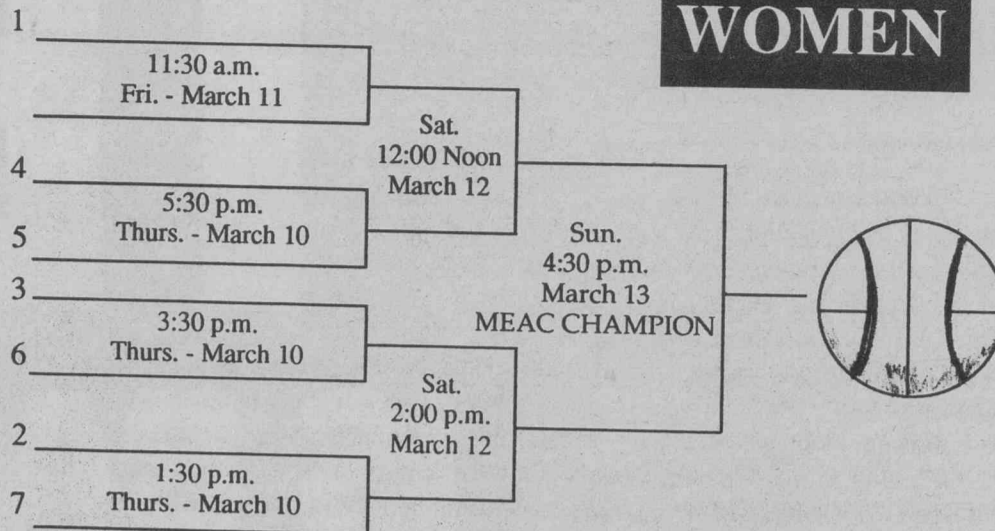 WOMEN
1
11:30 a.m.
Fri. - March 11
Sat.
12:00 Noon
March 12
4
5:30 p.m.
Thurs. - March 10
5
Sun.
4:30 p.m.
March 13
MEAC CHAMPION
3
3:30 p.m.
Thurs. - March 10
6
Sat.
2:00 p.m.
March 12
2
1:30 p.m.
Thurs. - March 10
7